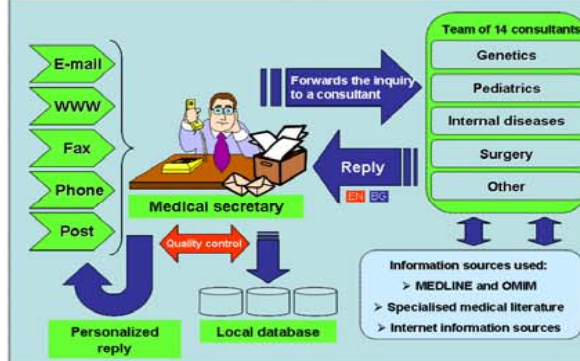 E-mail
WWW
Fax
Phone
Post
Forwards the inquiry
to a consultant
Reply
EN BG
Medical secretary
Quality control
Personalized
reply
Local database
Team of 14 consultants
Genetics
Pediatrics
Internal diseases
Surgery
Other
Information sources used:
➢ MEDLINE and OMIM
➢ Specialised medical literature
➢ Internet information sources